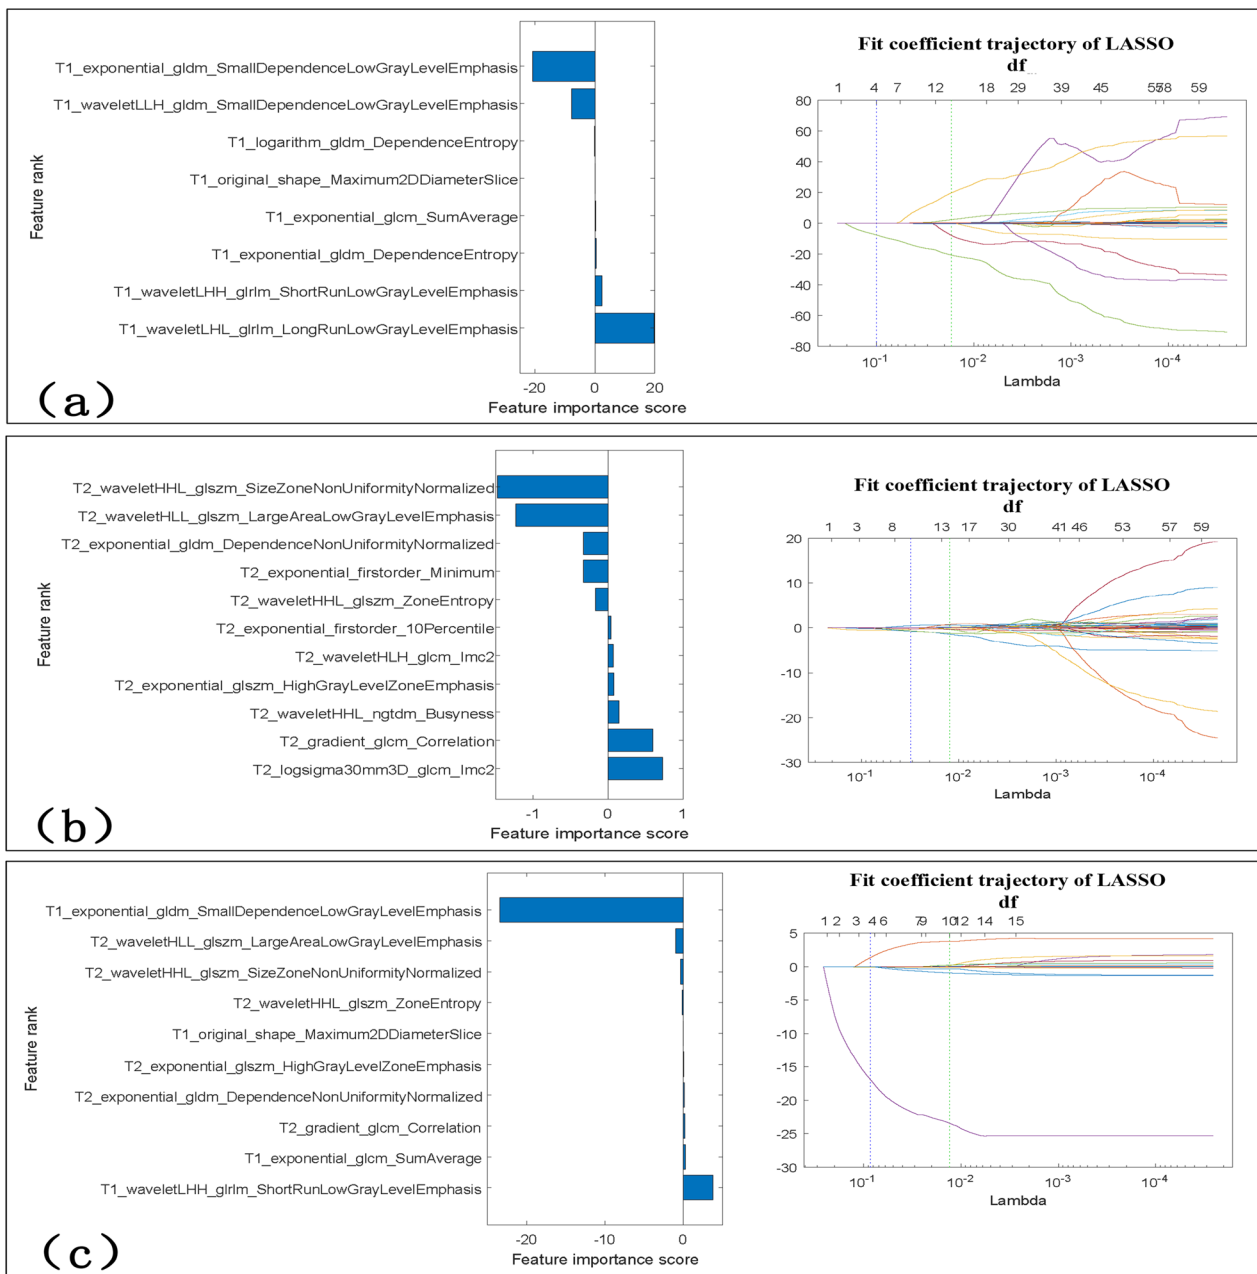 Feature rank
T1_exponential_gldm_SmallDependenceLowGrayLevelEmphasis
T1_waveletLLH_gldm_SmallDependenceLowGrayLevelEmphasis
T1_logarithm_gldm_DependenceEntropy
T1_original_shape_Maximum2DDiameterSlice
T1_exponential_glcm_SumAverage
T1_exponential_gldm_DependenceEntropy
T1_waveletLHH_glrlm_ShortRunLowGrayLevelEmphasis
T1_waveletLHL_glrlm_LongRunLowGrayLevelEmphasis
-20 0 20
Feature importance score
(a)
Fit coefficient trajectory of LASSO
df
1 4 7 12 18 29 39 45 55 58 59
80
60
40
20
0
-20
-40
-60
-80
10-1 10-2 10-3 10-4
Lambda
Feature rank
T2_waveletHHL_glszm_SizeZoneNonUniformityNormalized
T2_waveletHLL_glszm_LargeAreaLowGrayLevelEmphasis
T2_exponential_gldm_DependenceNonUniformityNormalized
T2_exponential_firstorder_Minimum
T2_waveletHHL_glszm_ZoneEntropy
T2_exponential_firstorder_10Percentile
T2_waveletHLH_glcm_Imc2
T2_exponential_glszm_HighGrayLevelZoneEmphasis
T2_waveletHHL_ngtdm_Busyness
T2_gradient_glcm_Correlation
T2_logsigma30mm3D_glcm_Imc2
-1 0 1
Feature importance score
(b)
Fit coefficient trajectory of LASSO
df
1 3 8 13 17 30 41 46 53 57 59
20
10
0
-10
-20
-30
10-1 10-2 10-3 10-4
Lambda
Feature rank
T1_exponential_gldm_SmallDependenceLowGrayLevelEmphasis
T2_waveletHLL_glszm_LargeAreaLowGrayLevelEmphasis
T2_waveletHHL_glszm_SizeZoneNonUniformityNormalized
T2_waveletHHL_glszm_ZoneEntropy
T1_original_shape_Maximum2DDiameterSlice
T2_exponential_glszm_HighGrayLevelZoneEmphasis
T2_exponential_gldm_DependenceNonUniformityNormalized
T2_gradient_glcm_Correlation
T1_exponential_glcm_SumAverage
T1_waveletLHH_glrlm_ShortRunLowGrayLevelEmphasis
-20 -10 0
Feature importance score
(c)
Fit coefficient trajectory of LASSO
df
1 2 3 4 6 7 9 10 12 14 15
5
0
-5
-10
-15
-20
-25
-30
10-1 10-2 10-3 10-4
Lambda